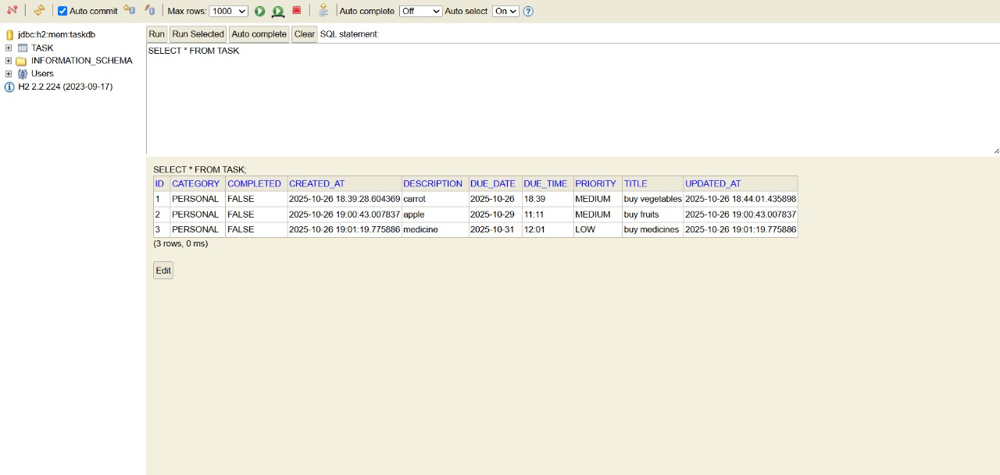 Auto commit Max rows: 1000 Auto complete Off Auto select On ?
jdbc:h2:mem:taskdb
TASK
INFORMATION_SCHEMA
Users
H2 2.2.224 (2023-09-17)
Run Run Selected Auto complete Clear SQL statement:
SELECT * FROM TASK
SELECT * FROM TASK;
ID CATEGORY COMPLETED CREATED_AT DESCRIPTION DUE_DATE DUE_TIME PRIORITY TITLE UPDATED_AT
1 PERSONAL FALSE 2025-10-26 18:39:28.604369 carrot 2025-10-26 18:39 MEDIUM buy vegetables 2025-10-26 18:44:01.435898
2 PERSONAL FALSE 2025-10-26 19:00:43.007837 apple 2025-10-29 11:11 MEDIUM buy fruits 2025-10-26 19:00:43.007837
3 PERSONAL FALSE 2025-10-26 19:01:19.775886 medicine 2025-10-31 12:01 LOW buy medicines 2025-10-26 19:01:19.775886
(3 rows, 0 ms)
Edit